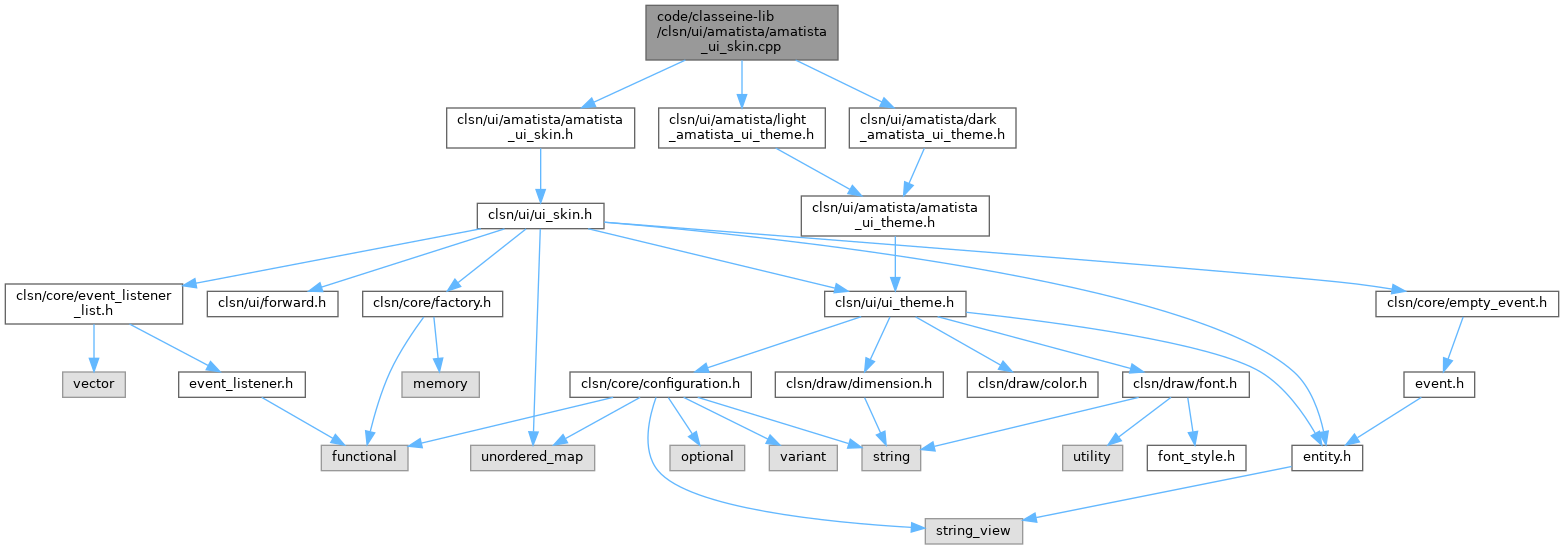 code/classeine-lib
/clsn/ui/amatista/amatista
_ui_skin.cpp
clsn/ui/amatista/amatista
_ui_skin.h
clsn/ui/amatista/light
_amatista_ui_theme.h
clsn/ui/amatista/dark
_amatista_ui_theme.h
clsn/ui/ui_skin.h
clsn/ui/amatista/amatista
_ui_theme.h
clsn/core/event_listener
_list.h
clsn/ui/forward.h
clsn/core/factory.h
clsn/ui/ui_theme.h
clsn/core/empty_event.h
vector
event_listener.h
memory
clsn/core/configuration.h
clsn/draw/dimension.h
clsn/draw/color.h
clsn/draw/font.h
event.h
functional
unordered_map
optional
variant
string
utility
font_style.h
entity.h
string_view